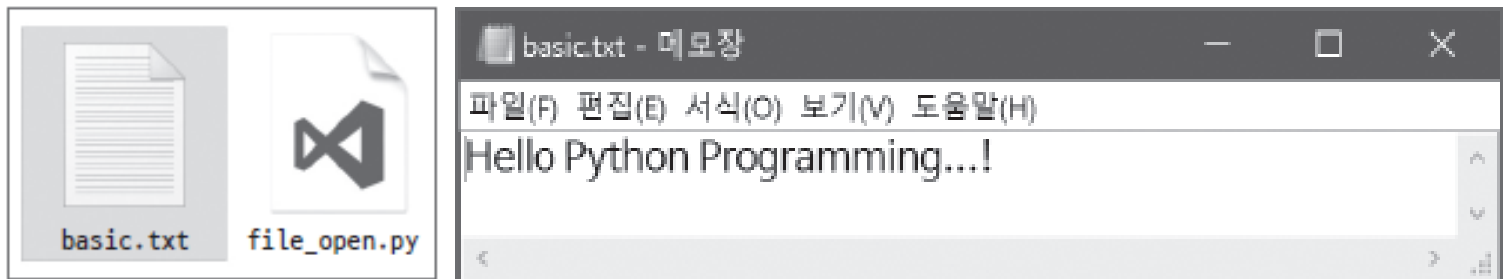 basic.txt
file_open.py
basic.txt - 메모장
파일(F) 편집(E) 서식(O) 보기(V) 도움말(H)
Hello Python Programming...!